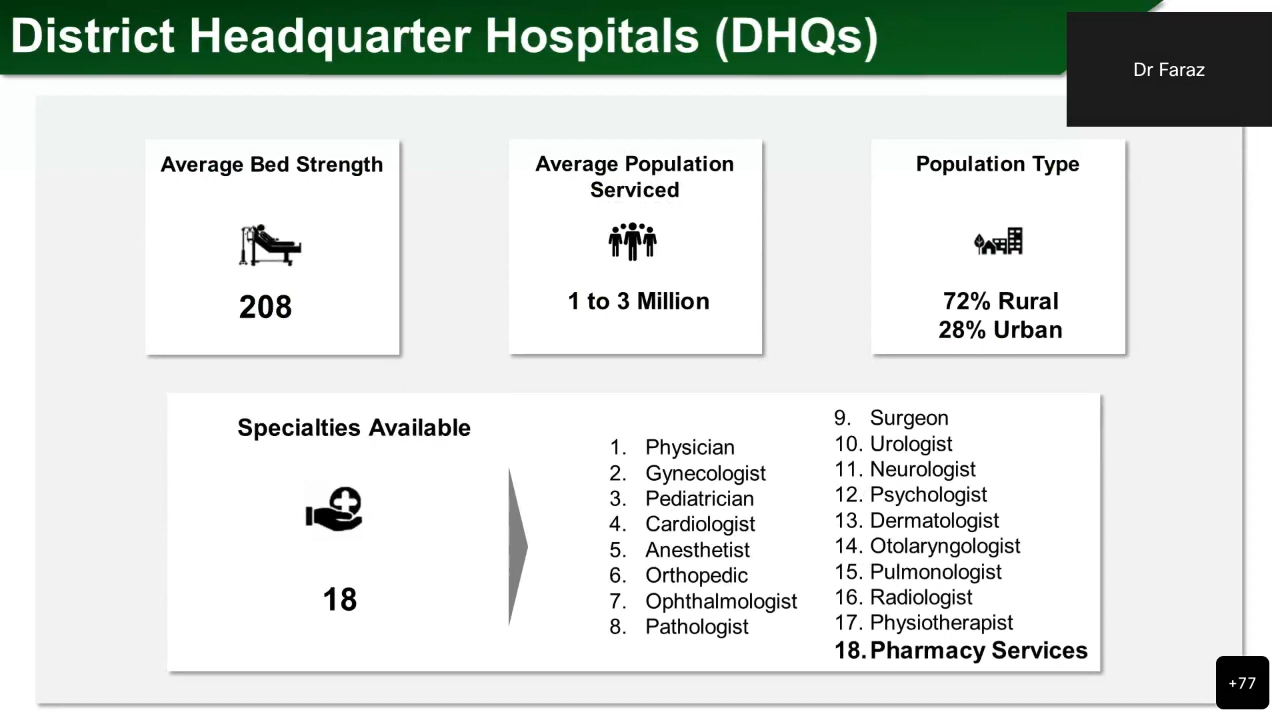 District Headquarter Hospitals (DHQs)
Dr Faraz
Average Bed Strength
208
Average Population
Serviced
1 to 3 Million
Population Type
72% Rural
28% Urban
Specialties Available
18
1. Physician
2. Gynecologist
3. Pediatrician
4. Cardiologist
5. Anesthetist
6. Orthopedic
7. Ophthalmologist
8. Pathologist
9. Surgeon
10. Urologist
11. Neurologist
12. Psychologist
13. Dermatologist
14. Otolaryngologist
15. Pulmonologist
16. Radiologist
17. Physiotherapist
18. Pharmacy Services
+77